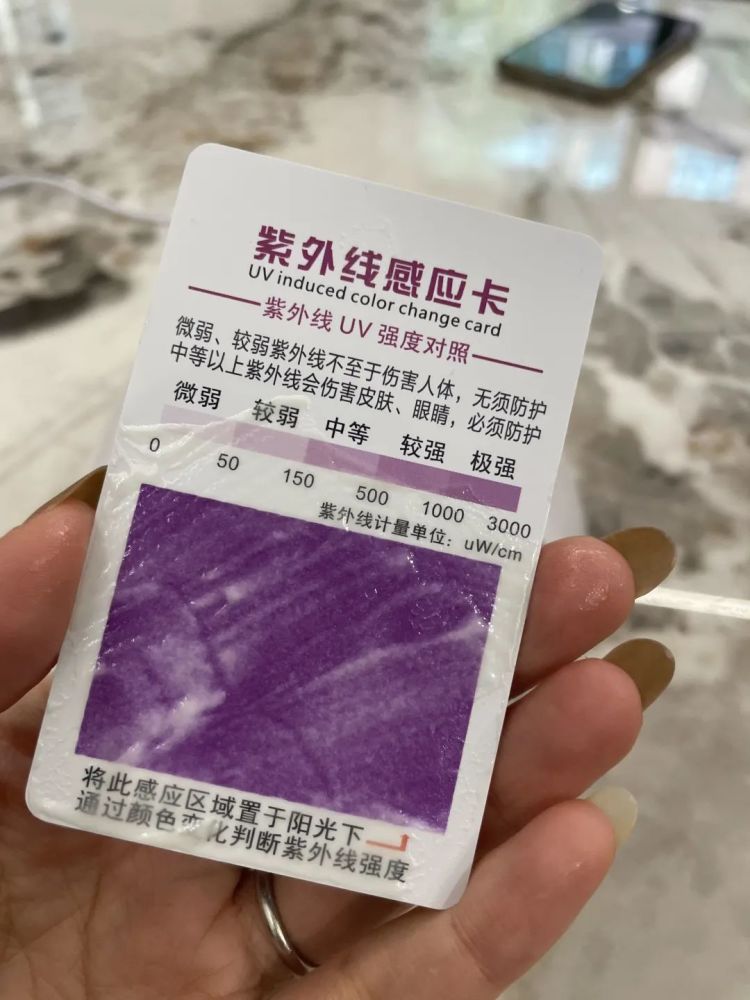 紫外线感应卡
UV induced color change card
紫外线 UV 强度对照
微弱、较弱紫外线不至于伤害人体，无须防护
中等以上紫外线会伤害皮肤、眼睛，必须防护
微弱 较弱 中等 较强 极强
0 50 150 500 1000 3000
紫外线计量单位：uW/cm
将此感应区域置于阳光下
通过颜色变化判断紫外线强度